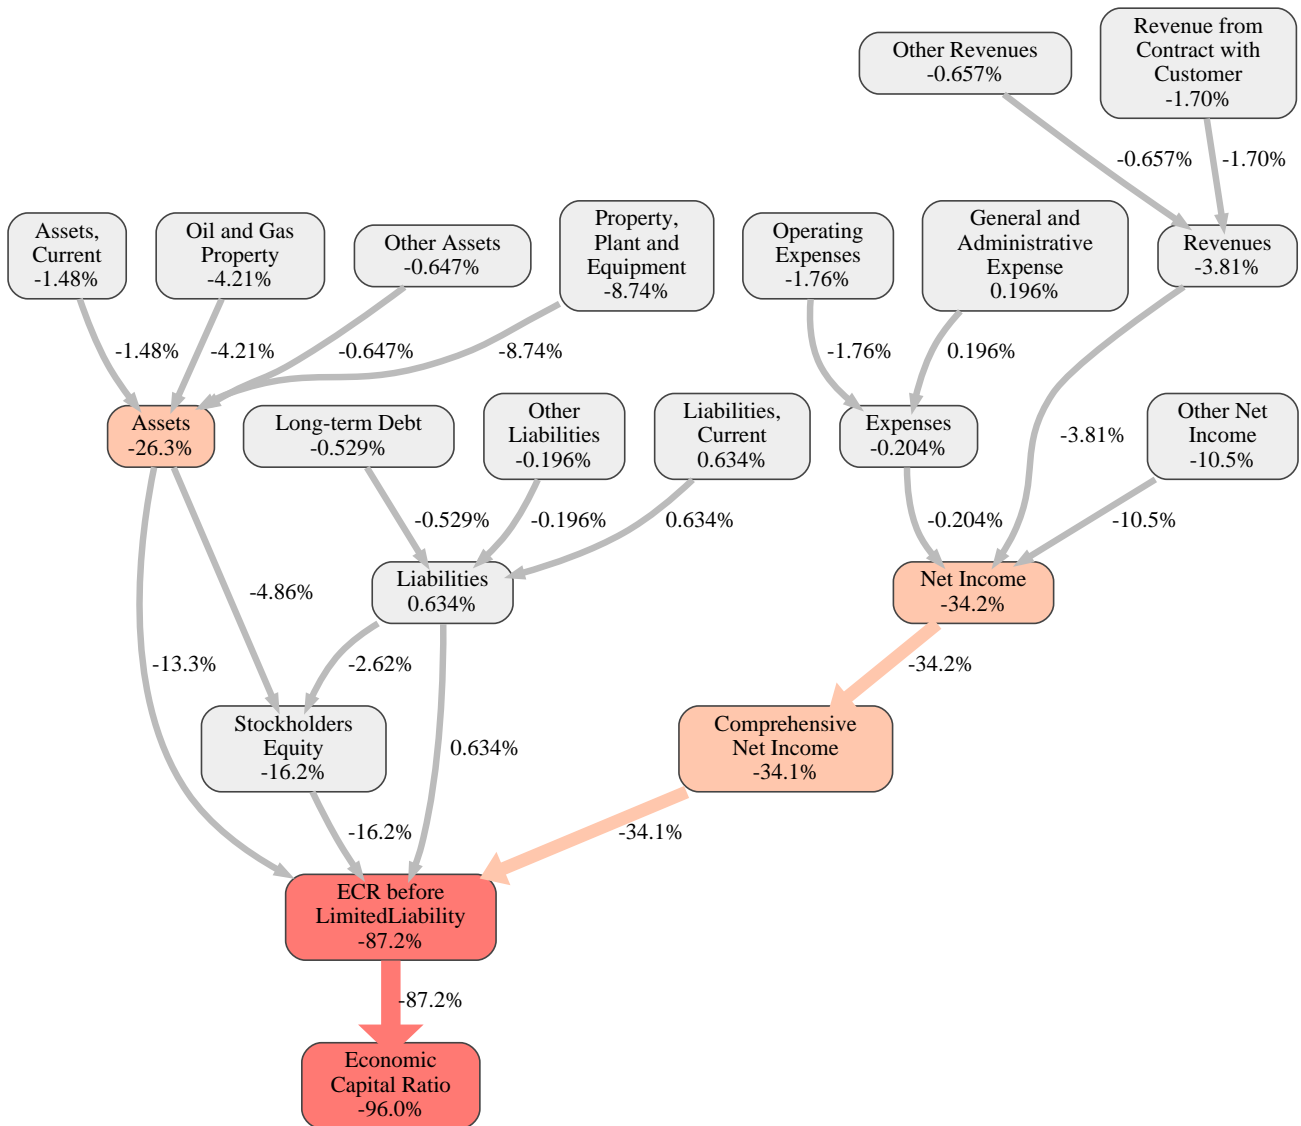 Other Revenues
-0.657%
Revenue from
Contract with
Customer
-1.70%
-0.657%
-1.70%
Assets,
Current
-1.48%
Oil and Gas
Property
-4.21%
Other Assets
-0.647%
Property,
Plant and
Equipment
-8.74%
Operating
Expenses
-1.76%
General and
Administrative
Expense
0.196%
Revenues
-3.81%
-1.48%
-4.21%
-0.647%
-8.74%
-1.76%
0.196%
Assets
-26.3%
Long-term Debt
-0.529%
Other
Liabilities
-0.196%
Liabilities,
Current
0.634%
Expenses
-0.204%
-3.81%
Other Net
Income
-10.5%
-0.529%
-0.196%
0.634%
-0.204%
-10.5%
Liabilities
0.634%
Net Income
-34.2%
-4.86%
-13.3%
-2.62%
-34.2%
Stockholders
Equity
-16.2%
0.634%
Comprehensive
Net Income
-34.1%
-16.2%
-34.1%
ECR before
LimitedLiability
-87.2%
-87.2%
Economic
Capital Ratio
-96.0%